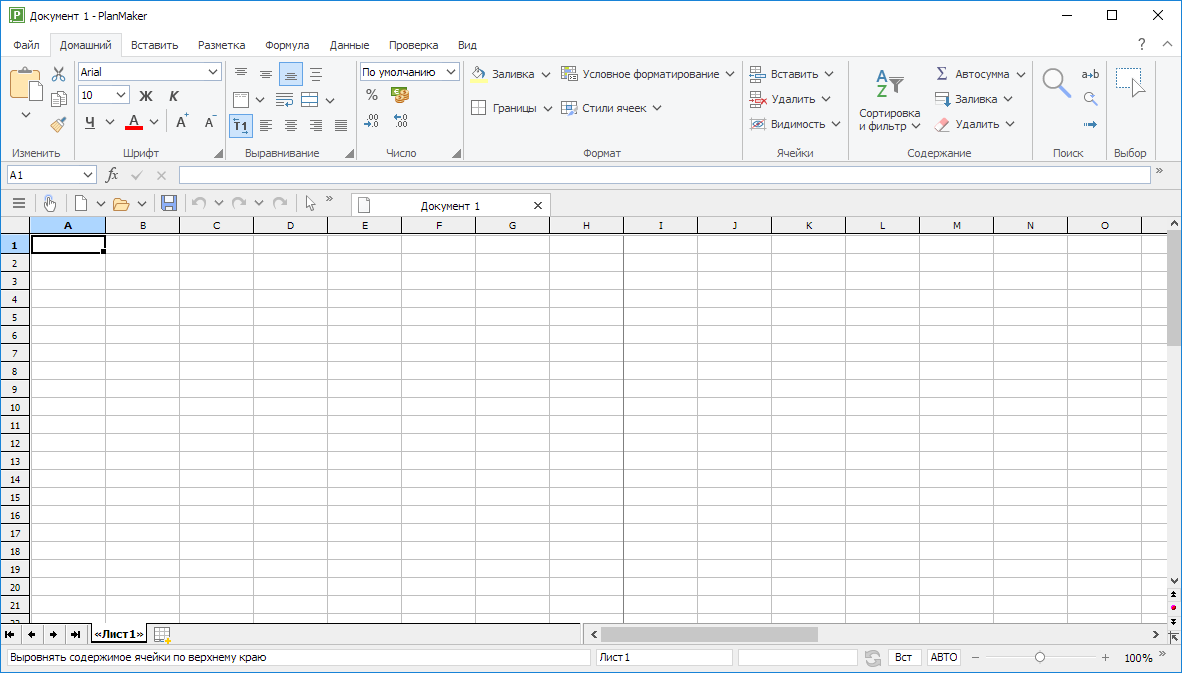 Документ 1 - PlanMaker
Файл Домашний Вставить Разметка Формула Данные Проверка Вид ?
Arial По умолчанию Заливка Условное форматирование Вставить Автосумма a+b
10 Ж К % Удалить Сортировка и фильтр Заливка
Ч А А+ А- Т1 Границы Стили ячеек Видимость Удалить
Изменить Шрифт Выравнивание Число Формат Ячейки Содержание Поиск Выбор
A1 fx
Документ 1
A B C D E F G H I J K L M N O
1
2
3
4
5
6
7
8
9
10
11
12
13
14
15
16
17
18
19
20
21
«Лист1»
Выровнять содержимое ячейки по верхнему краю Лист1 Вст АВТО 100%